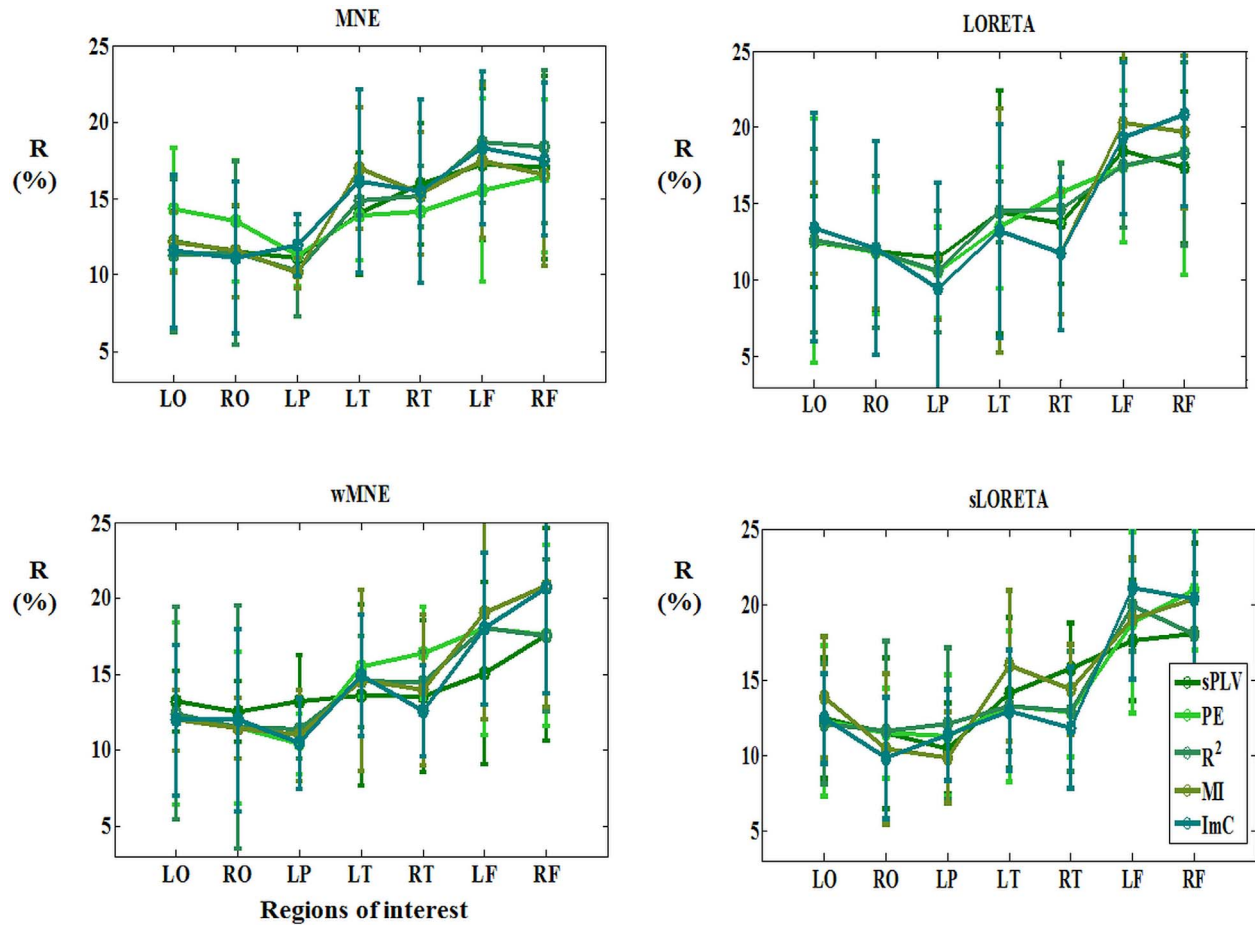 MNE
R
(%)
25
20
15
10
5
LO RO LP LT RT LF RF
LORETA
R
(%)
25
20
15
10
5
LO RO LP LT RT LF RF
wMNE
R
(%)
25
20
15
10
5
LO RO LP LT RT LF RF
Regions of interest
sLORETA
R
(%)
25
20
15
10
5
LO RO LP LT RT LF RF
sPLV
PE
R²
MI
ImC